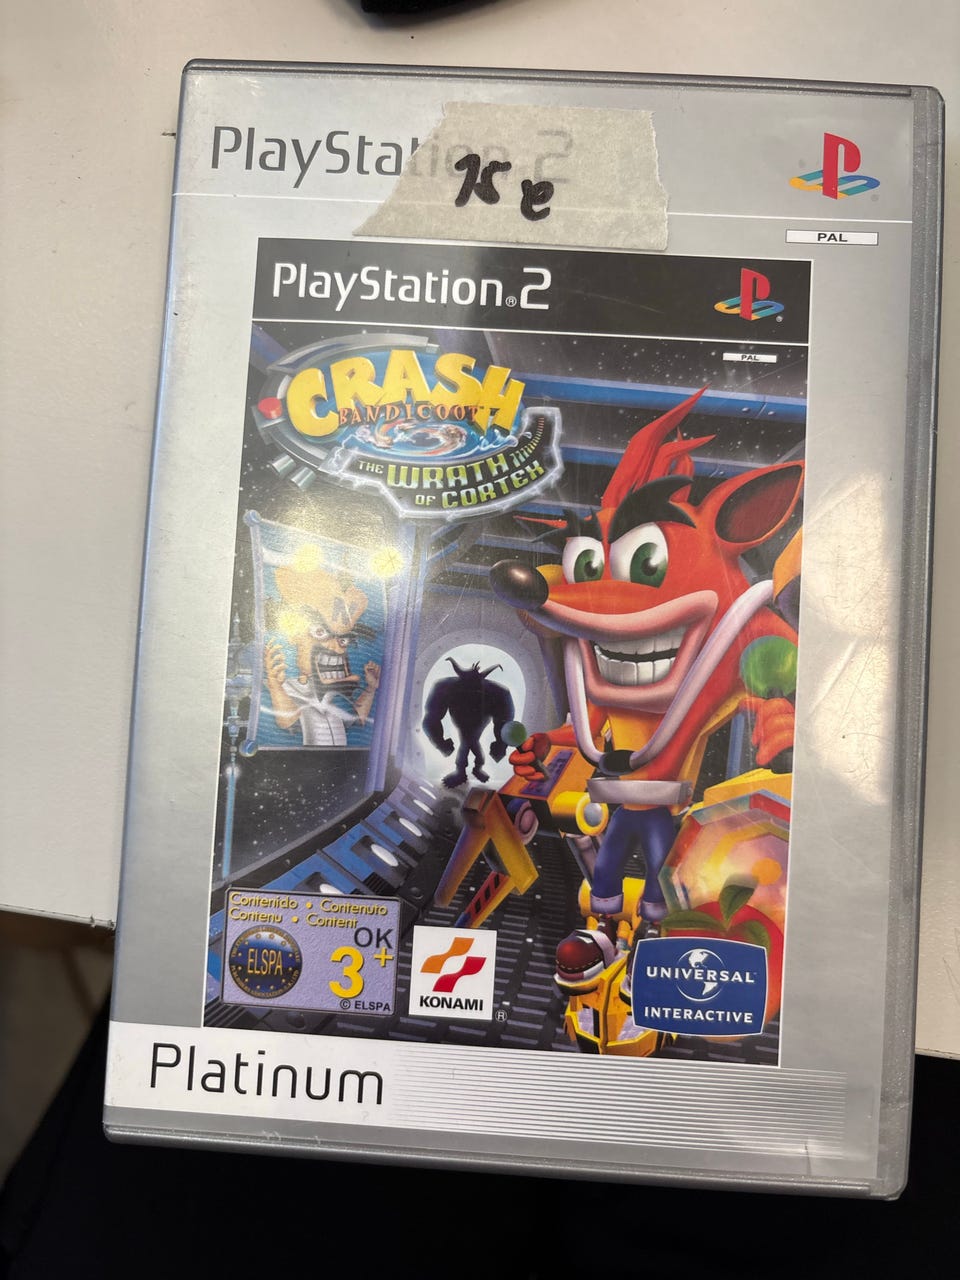 PlayStation 2
15 e
PAL
PlayStation®2
PAL
CRASH
BANDICOOT
THE WRATH
OF CORTEX
Contenido • Contenuto
Contenu • Content
OK
ELSPA
3+
© ELSPA
KONAMI
®
UNIVERSAL
INTERACTIVE
Platinum